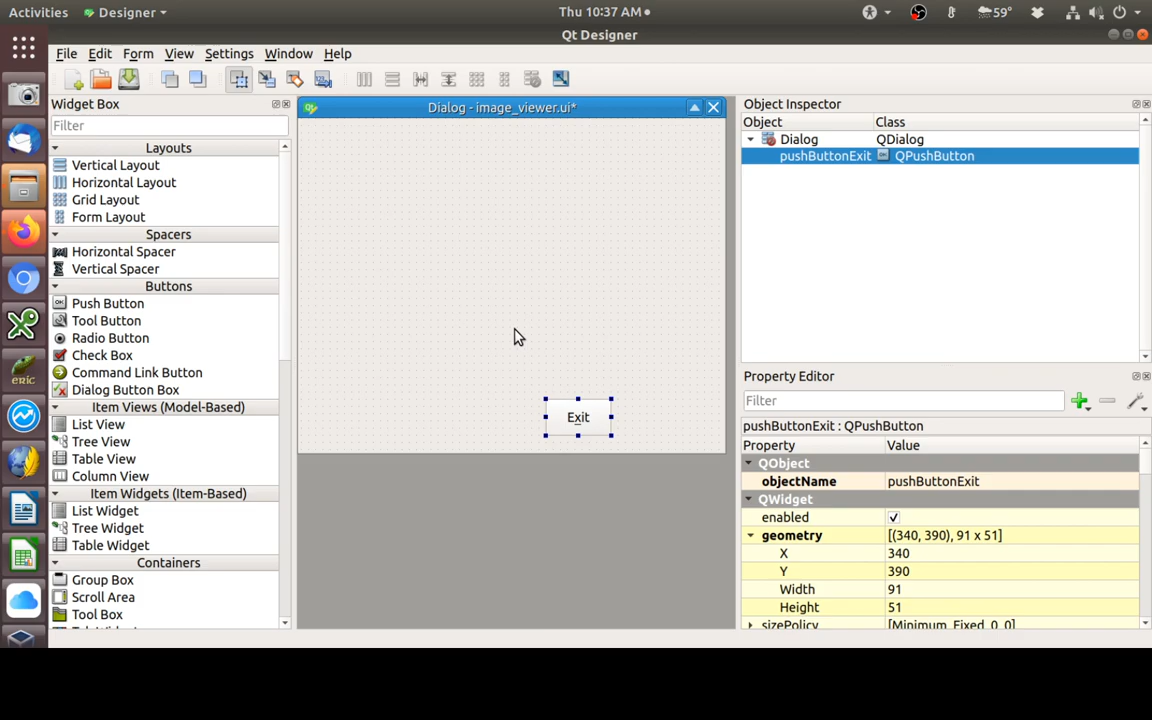 Activities Designer Thu 10:37 AM 59°
Qt Designer
File Edit Form View Settings Window Help
Widget Box
Filter
Layouts
Vertical Layout
Horizontal Layout
Grid Layout
Form Layout
Spacers
Horizontal Spacer
Vertical Spacer
Buttons
Push Button
Tool Button
Radio Button
Check Box
Command Link Button
Dialog Button Box
Item Views (Model-Based)
List View
Tree View
Table View
Column View
Item Widgets (Item-Based)
List Widget
Tree Widget
Table Widget
Containers
Group Box
Scroll Area
Tool Box
eric
Dialog - image_viewer.ui*
Exit
Object Inspector
Object Class
Dialog QDialog
pushButtonExit QPushButton
Property Editor
Filter
pushButtonExit : QPushButton
Property Value
QObject
objectName pushButtonExit
QWidget
enabled
geometry [(340, 390), 91 x 51]
X 340
Y 390
Width 91
Height 51
sizePolicy [Minimum, Fixed, 0, 0]